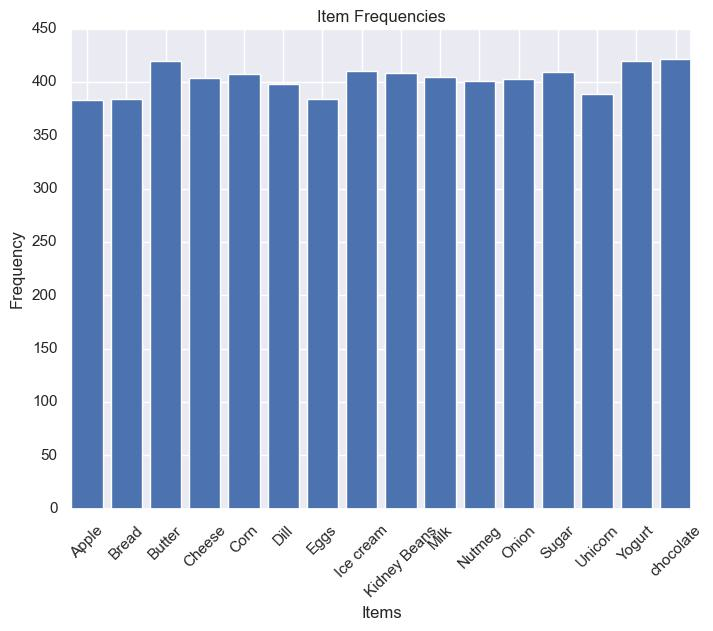 Item Frequencies
450
400
350
300
250
200
150
100
50
0
Frequency
Apple
Bread
Butter
Cheese
Corn
Dill
Eggs
Ice cream
Kidney Beans
Milk
Nutmeg
Onion
Sugar
Unicorn
Yogurt
chocolate
Items